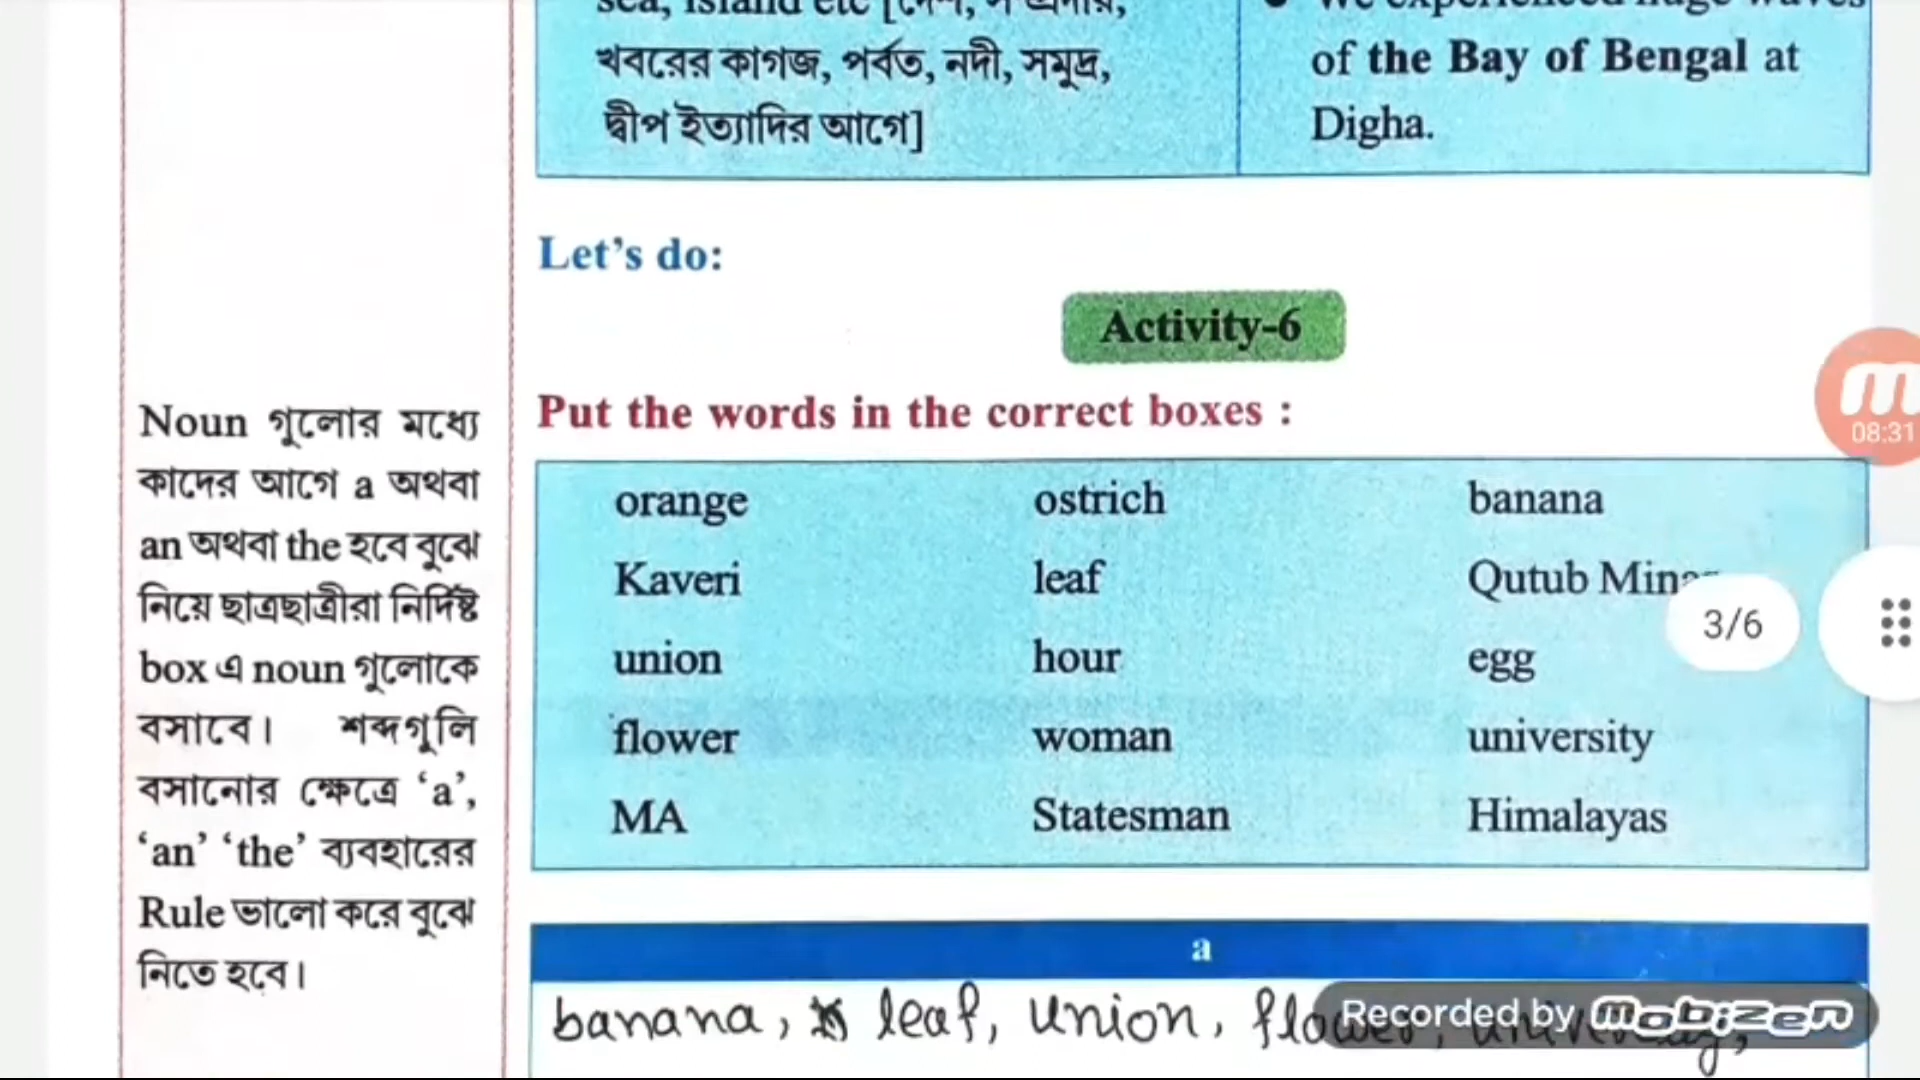 খবরের কাগজ, পর্বত, নদী, সমুদ্র,
দ্বীপ ইত্যাদির আগে]
of the Bay of Bengal at
Digha.
Let's do:
Activity-6
Noun গুলোর মধ্যে
কাদের আগে a অথবা
an অথবা the হবে বুঝে
নিয়ে ছাত্রছাত্রীরা নির্দিষ্ট
box এ noun গুলোকে
বসাবে। শব্দগুলি
বসানোর ক্ষেত্রে ‘a’,
‘an’ ‘the’ ব্যবহারের
Rule ভালো করে বুঝে
নিতে হবে।
Put the words in the correct boxes :
orange ostrich banana
Kaveri leaf Qutub
union hour egg
flower woman university
MA Statesman Himalayas
a
banana, leaf, union,
08:31
3/6
Recorded by mobizen